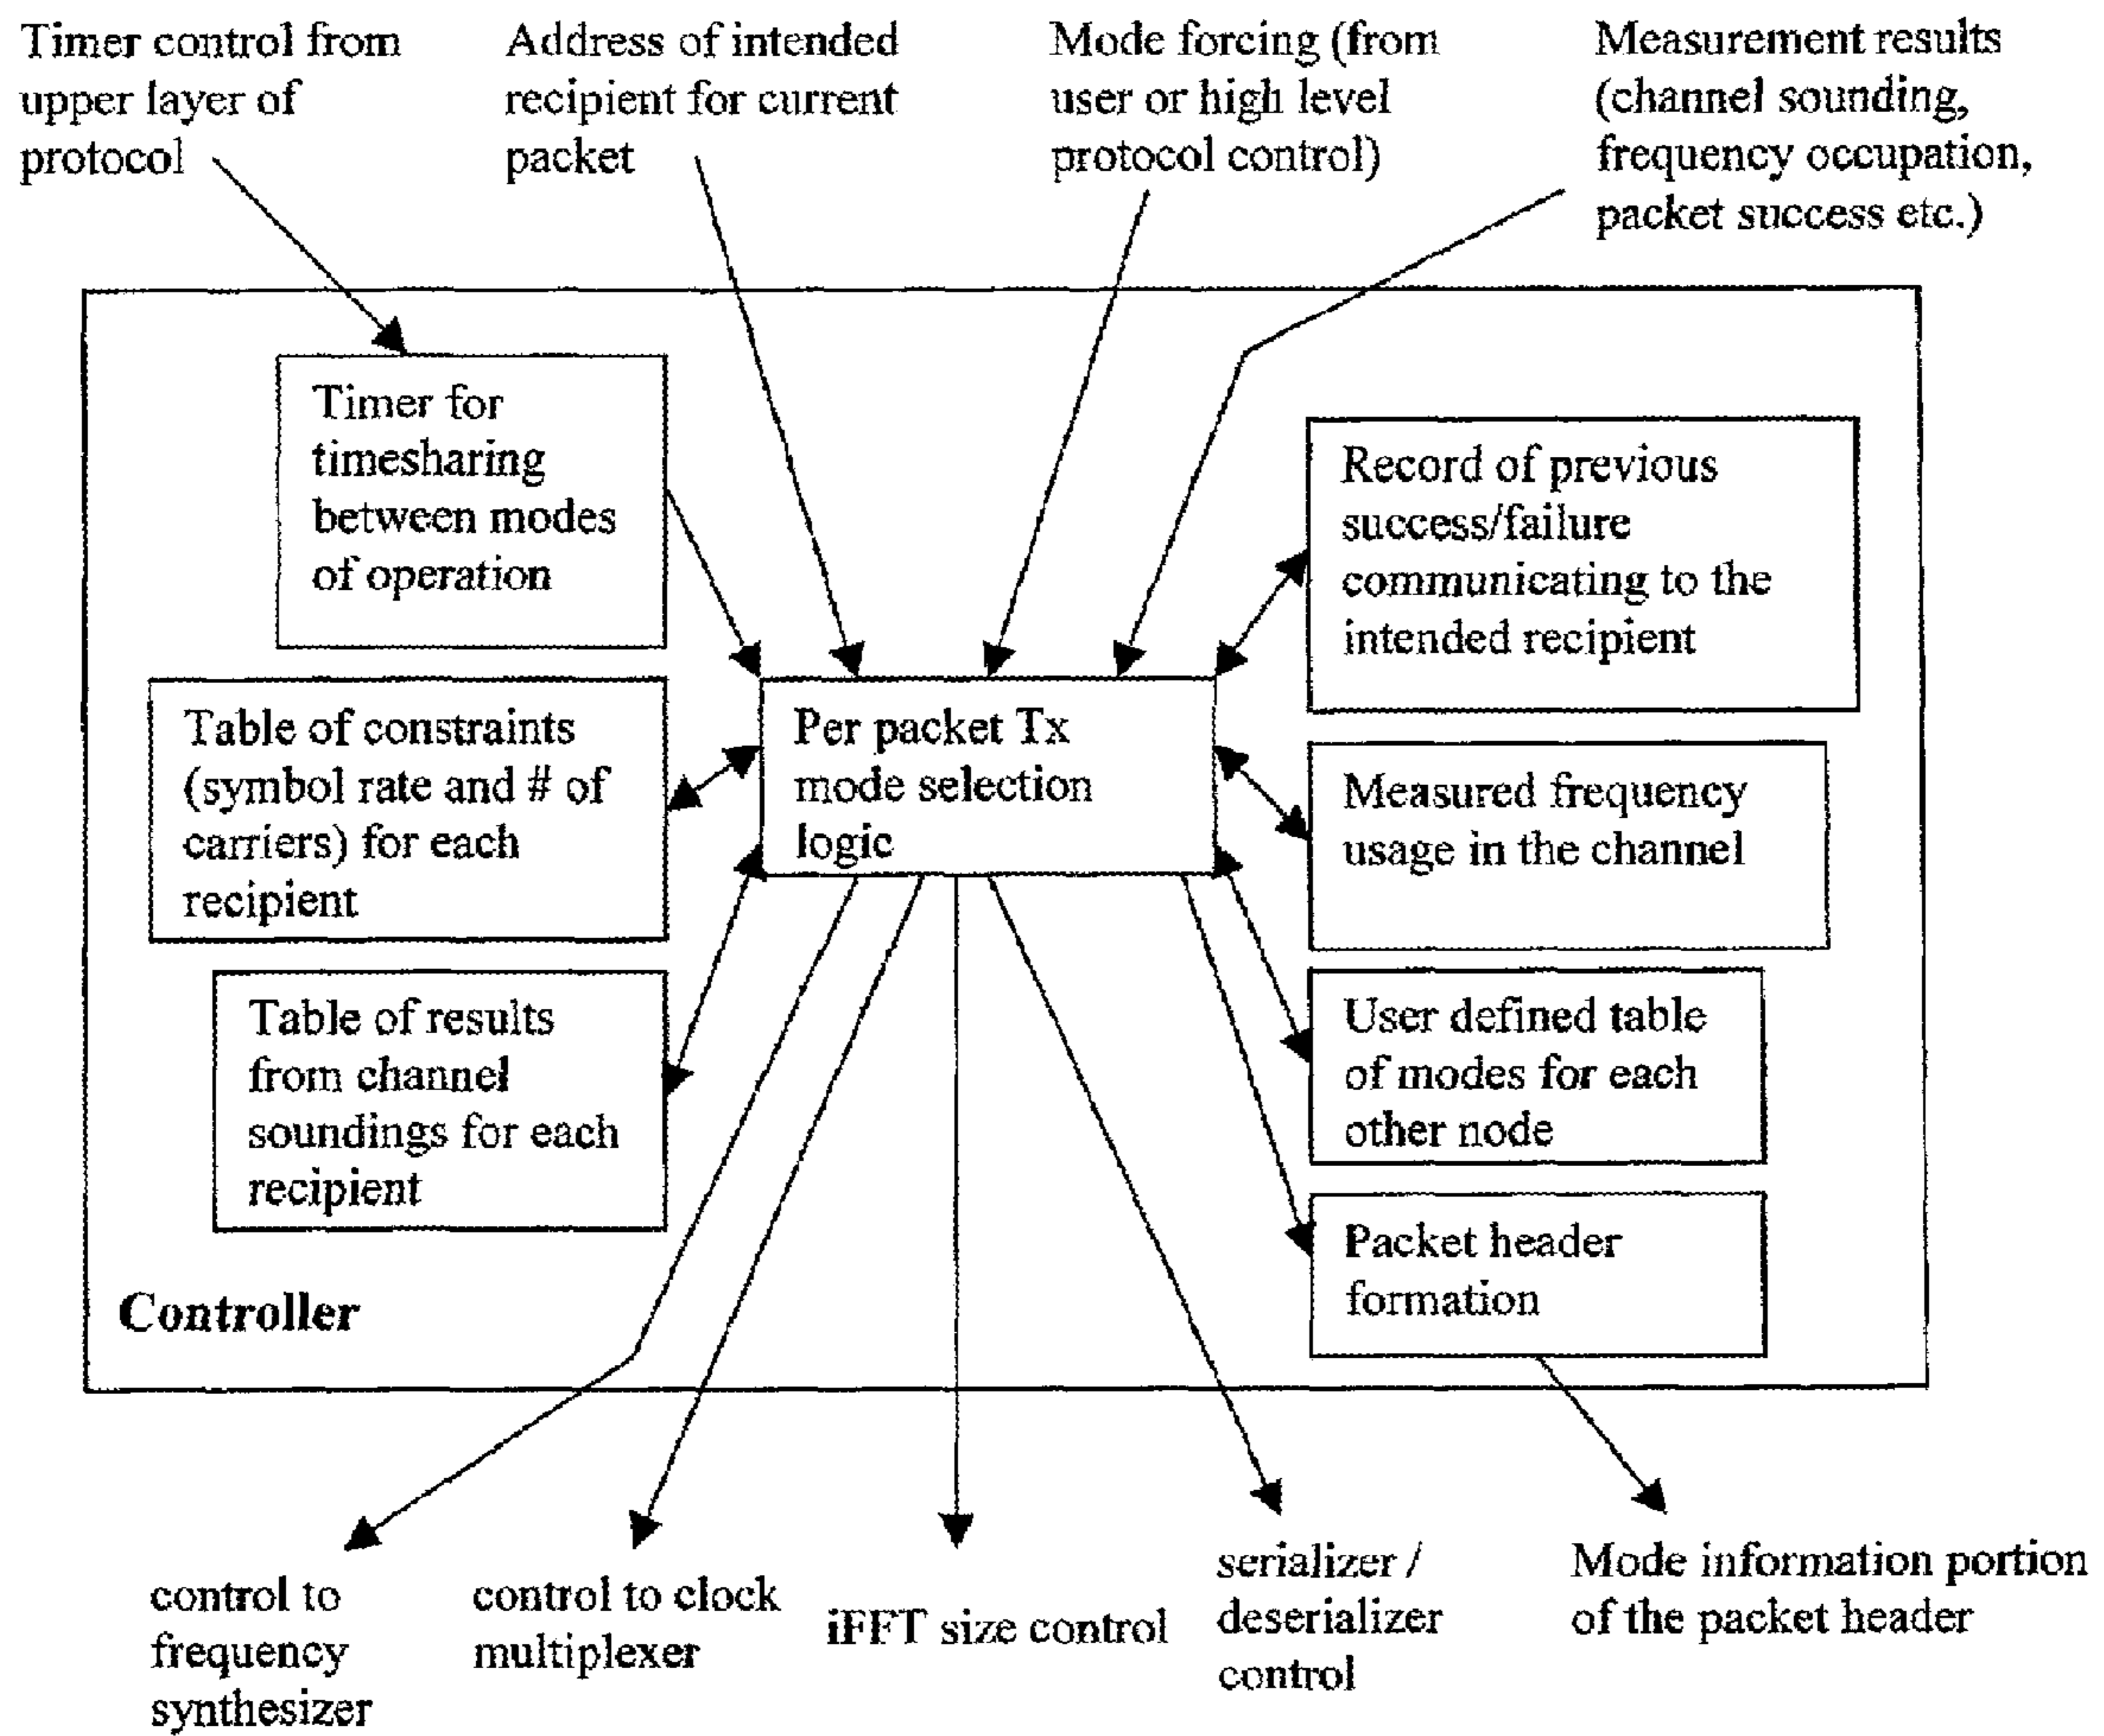 Timer control from
upper layer of
protocol
Address of intended
recipient for current
packet
Mode forcing (from
user or high level
protocol control)
Measurement results
(channel sounding,
frequency occupation,
packet success etc.)
Timer for
timesharing
between modes
of operation
Record of previous
success/failure
communicating to the
intended recipient
Table of constraints
(symbol rate and # of
carriers) for each
recipient
Per packet Tx
mode selection
logic
Measured frequency
usage in the channel
Table of results
from channel
soundings for each
recipient
User defined table
of modes for each
other node
Packet header
formation
Controller
control to
frequency
synthesizer
control to clock
multiplexer
iFFT size control
serializer /
deserializer
control
Mode information portion
of the packet header